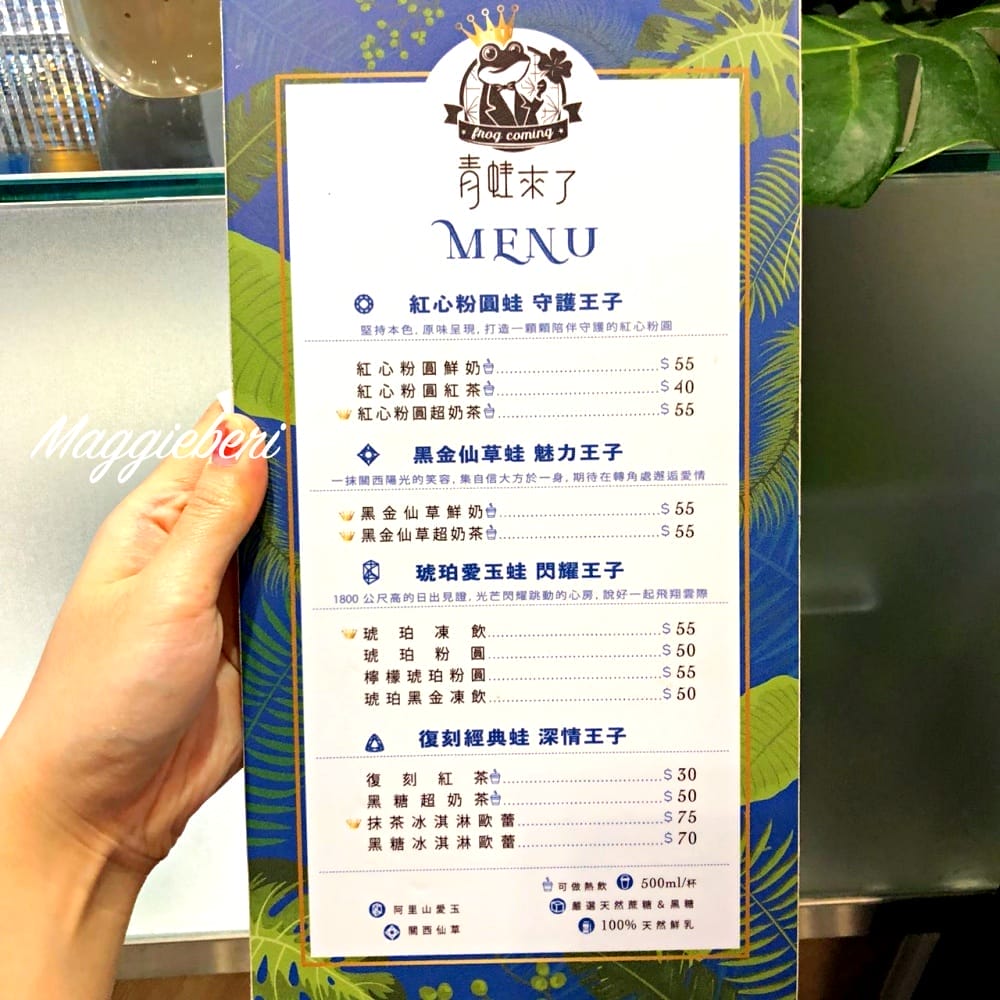 frog coming
青蛙來了
MENU
紅心粉圓蛙 守護王子
堅持本色, 原味呈現, 打造一顆顆陪伴守護的紅心粉圓
紅心粉圓鮮奶 $ 55
紅心粉圓紅茶 $ 40
紅心粉圓超奶茶 $ 55
Maggieberi
黑金仙草蛙 魅力王子
一抹關西陽光的笑容, 集自信大方於一身, 期待在轉角處邂逅愛情
黑金仙草鮮奶 $ 55
黑金仙草超奶茶 $ 55
琥珀愛玉蛙 閃耀王子
1800 公尺高的日出見證, 光芒閃耀跳動的心房, 說好一起飛翔雲際
琥珀凍飲 $ 55
琥珀粉圓 $ 50
檸檬琥珀粉圓 $ 55
琥珀黑金凍飲 $ 50
復刻經典蛙 深情王子
復刻紅茶 $ 30
黑糖超奶茶 $ 50
抹茶冰淇淋歐蕾 $ 75
黑糖冰淇淋歐蕾 $ 70
可做熱飲 500ml/杯
阿里山愛玉 嚴選天然蔗糖 & 黑糖
關西仙草 100% 天然鮮乳